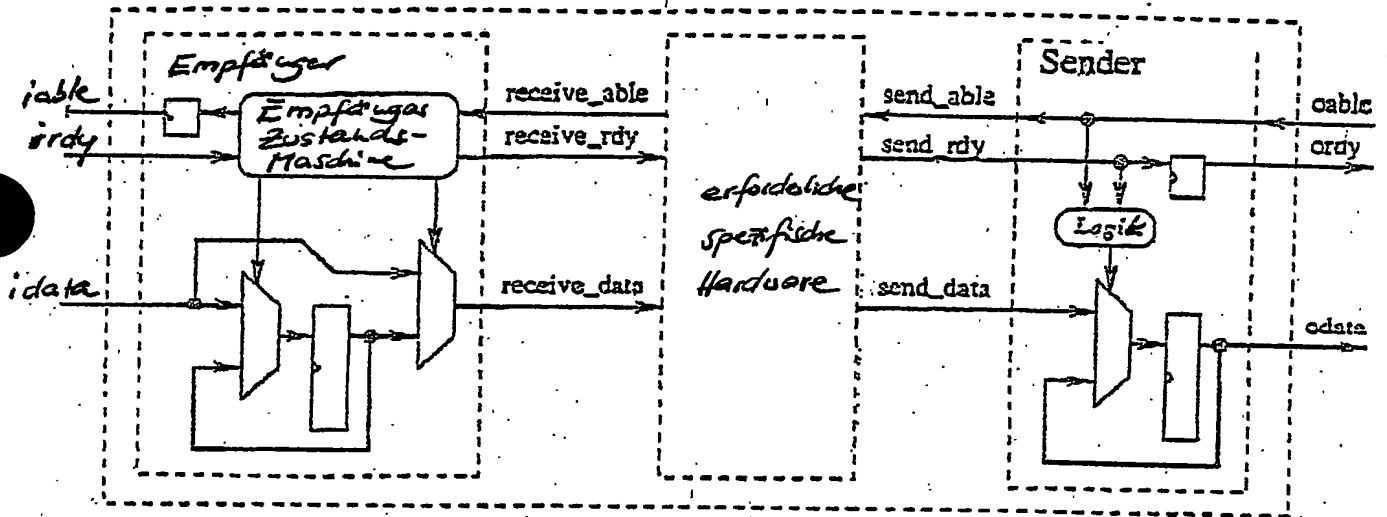 Empfänger
iable
irdy
Empfänger
Zustands-
Maschine
receive_able
receive_rdy
idata
receive_data
erforderliche
spezifische
Hardware
Sender
send_able
oable
send_rdy
ordy
Logik
send_data
odata